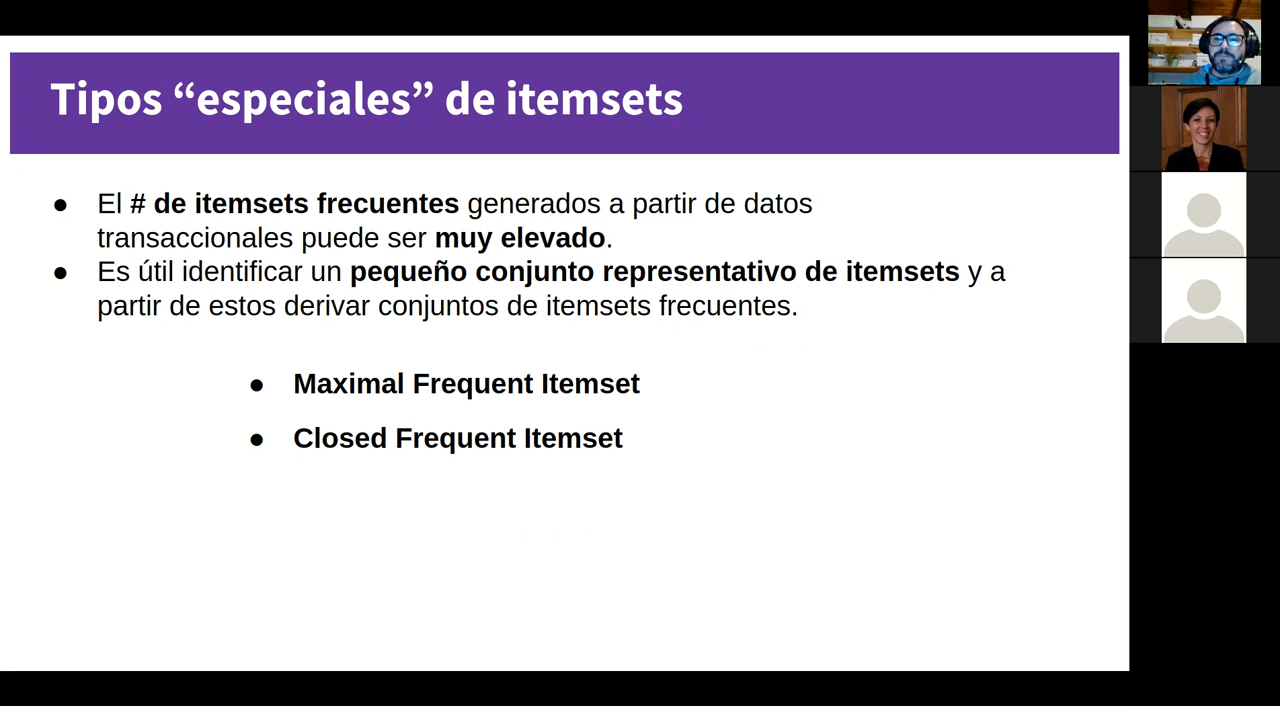 Tipos “especiales” de itemsets
● El # de itemsets frecuentes generados a partir de datos
transaccionales puede ser muy elevado.
● Es útil identificar un pequeño conjunto representativo de itemsets y a
partir de estos derivar conjuntos de itemsets frecuentes.
● Maximal Frequent Itemset
● Closed Frequent Itemset